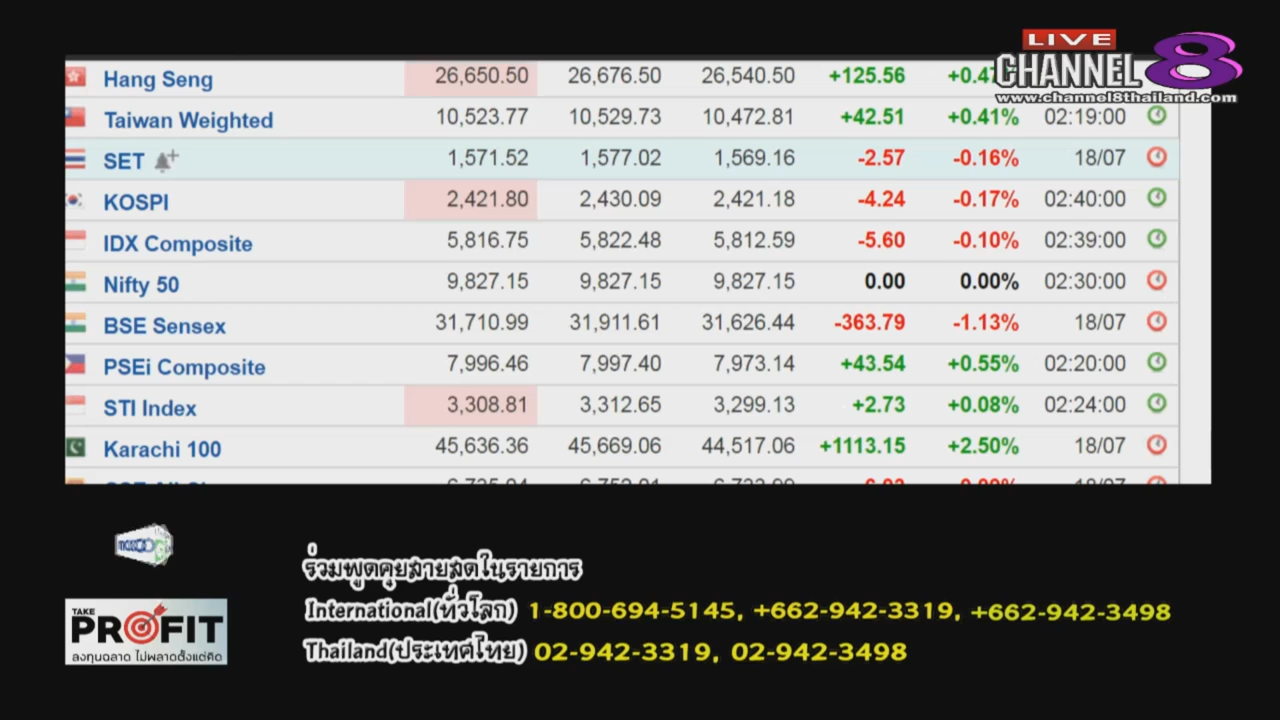 LIVE
CHANNEL 8
www.channel8thailand.com
Hang Seng 26,650.50 26,676.50 26,540.50 +125.56
Taiwan Weighted 10,523.77 10,529.73 10,472.81 +42.51 +0.41% 02:19:00
SET 1,571.52 1,577.02 1,569.16 -2.57 -0.16% 18/07
KOSPI 2,421.80 2,430.09 2,421.18 -4.24 -0.17% 02:40:00
IDX Composite 5,816.75 5,822.48 5,812.59 -5.60 -0.10% 02:39:00
Nifty 50 9,827.15 9,827.15 9,827.15 0.00 0.00% 02:30:00
BSE Sensex 31,710.99 31,911.61 31,626.44 -363.79 -1.13% 18/07
PSEi Composite 7,996.46 7,997.40 7,973.14 +43.54 +0.55% 02:20:00
STI Index 3,308.81 3,312.65 3,299.13 +2.73 +0.08% 02:24:00
Karachi 100 45,636.36 45,669.06 44,517.06 +1113.15 +2.50% 18/07
ร่วมพูดคุยสายสดในรายการ
International(ทั่วโลก) 1-800-694-5145, +662-942-3319, +662-942-3498
Thailand(ประเทศไทย) 02-942-3319, 02-942-3498
TAKE
PROFIT
ลงทุนฉลาด ไม่พลาดตั้งแต่คิด